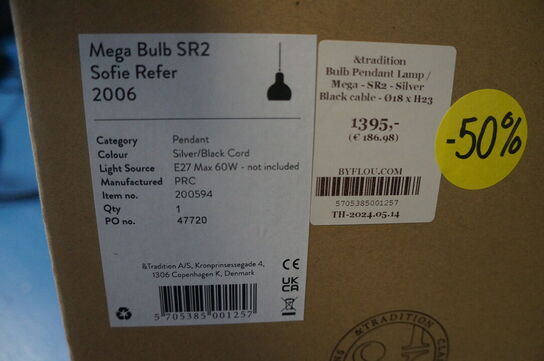 Mega Bulb SR2
Sofie Refer
2006
Category Pendant
Colour Silver/Black Cord
Light Source E27 Max 60W - not included
Manufactured PRC
Item no. 200594
Qty 1
PO no. 47720
&Tradition A/S, Kronprinsessegade 4,
1306 Copenhagen K, Denmark
CE
UK
CA
5 705385 001257
&tradition
Bulb Pendant Lamp /
Mega - SR2 - Silver
Black cable - Ø18 x H23
1395,-
(€ 186.98)
BYFLOU.COM
5705385001257
TH-2024.05.14
-50%
&TRADITION